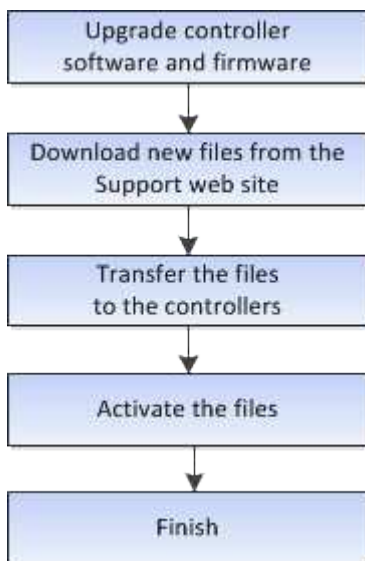 Upgrade controller
software and firmware
Download new files from the
Support web site
Transfer the files
to the controllers
Activate the files
Finish